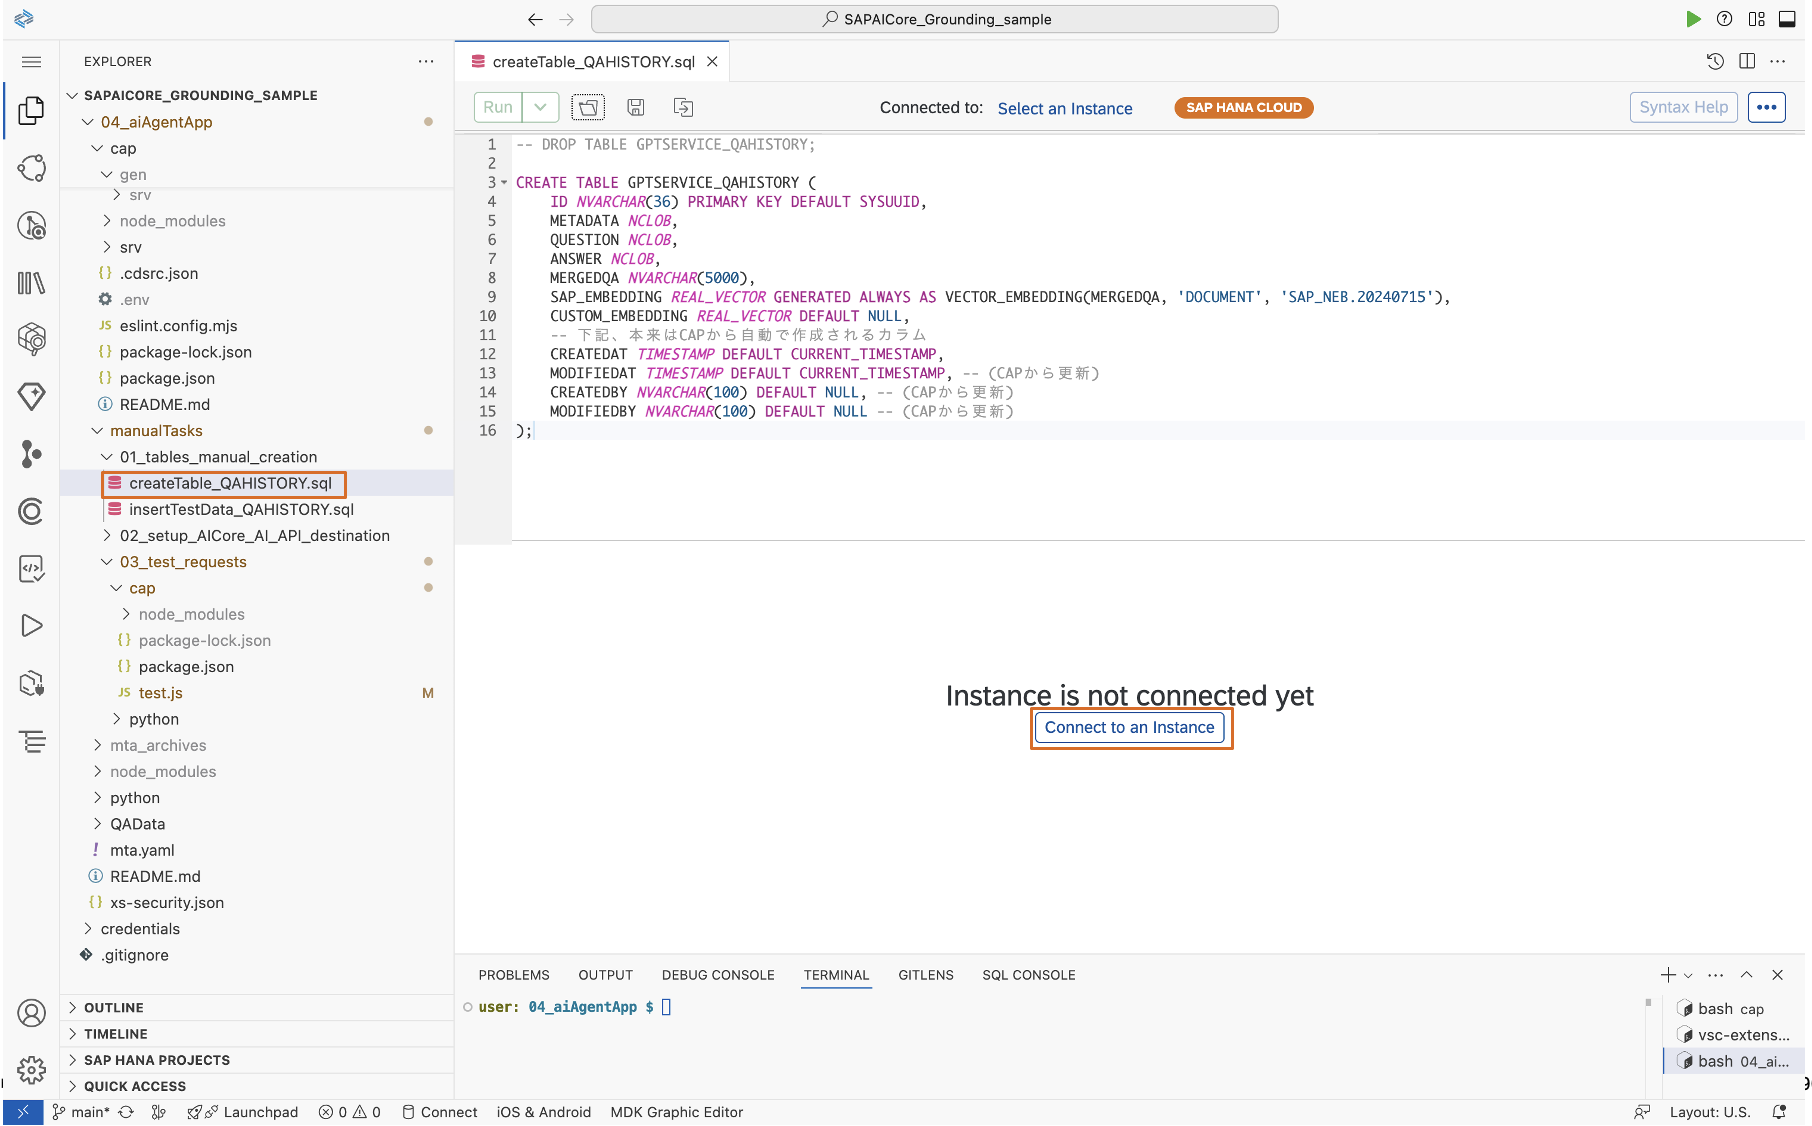 SAPAICore_Grounding_sample
EXPLORER
SAPAICORE_GROUNDING_SAMPLE
04_aiAgentApp
cap
gen
srv
node_modules
srv
.cdsrc.json
.env
JS eslint.config.mjs
package-lock.json
package.json
README.md
manualTasks
01_tables_manual_creation
createTable_QAHISTORY.sql
insertTestData_QAHISTORY.sql
02_setup_AICore_AI_API_destination
03_test_requests
cap
node_modules
package-lock.json
package.json
JS test.js M
python
mta_archives
node_modules
python
QAData
! mta.yaml
README.md
xs-security.json
credentials
.gitignore
OUTLINE
TIMELINE
SAP HANA PROJECTS
QUICK ACCESS
createTable_QAHISTORY.sql
Run Connected to: Select an Instance SAP HANA CLOUD Syntax Help
1 -- DROP TABLE GPTSERVICE_QAHISTORY;
2
3 CREATE TABLE GPTSERVICE_QAHISTORY (
4 ID NVARCHAR(36) PRIMARY KEY DEFAULT SYSUUID,
5 METADATA NCLOB,
6 QUESTION NCLOB,
7 ANSWER NCLOB,
8 MERGEDQA NVARCHAR(5000),
9 SAP_EMBEDDING REAL_VECTOR GENERATED ALWAYS AS VECTOR_EMBEDDING(MERGEDQA, 'DOCUMENT', 'SAP_NEB.20240715'),
10 CUSTOM_EMBEDDING REAL_VECTOR DEFAULT NULL,
11 -- 下記、本来はCAPから自動で作成されるカラム
12 CREATEDAT TIMESTAMP DEFAULT CURRENT_TIMESTAMP,
13 MODIFIEDAT TIMESTAMP DEFAULT CURRENT_TIMESTAMP, -- (CAPから更新)
14 CREATEDBY NVARCHAR(100) DEFAULT NULL, -- (CAPから更新)
15 MODIFIEDBY NVARCHAR(100) DEFAULT NULL -- (CAPから更新)
16 );
Instance is not connected yet
Connect to an Instance
PROBLEMS OUTPUT DEBUG CONSOLE TERMINAL GITLENS SQL CONSOLE
user: 04_aiAgentApp $
bash cap
vsc-extens...
bash 04_ai...
main* Launchpad 0 0 Connect iOS & Android MDK Graphic Editor Layout: U.S.